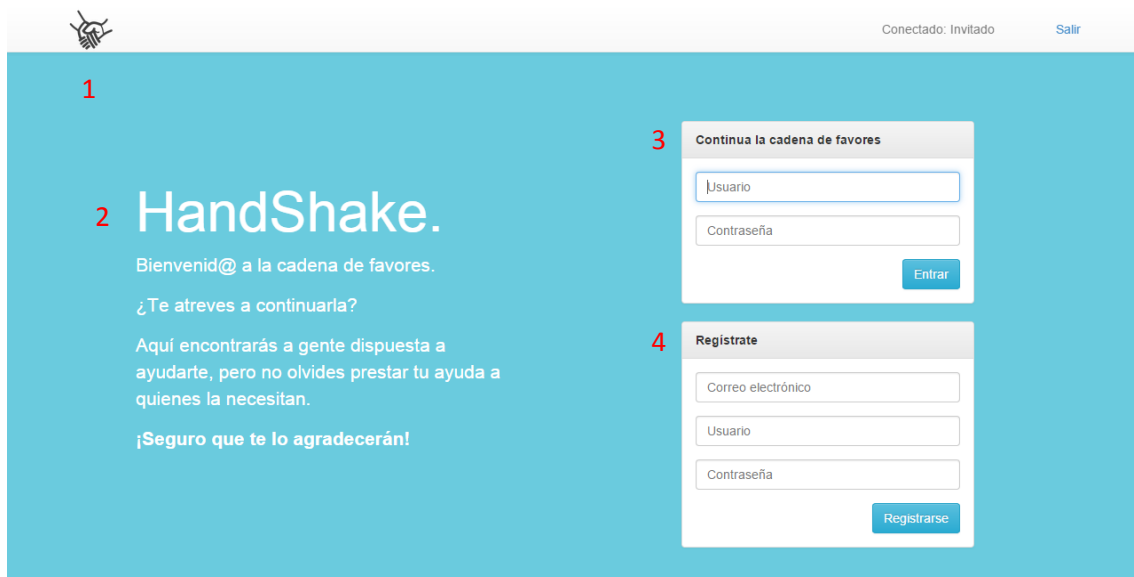 Conectado: Invitado
Salir
1
2
HandShake.
Bienvenid@ a la cadena de favores.
¿Te atreves a continuarla?
Aquí encontrarás a gente dispuesta a
ayudarte, pero no olvides prestar tu ayuda a
quienes la necesitan.
¡Seguro que te lo agradecerán!
3
Continua la cadena de favores
Usuario
Contraseña
Entrar
4
Regístrate
Correo electrónico
Usuario
Contraseña
Registrarse